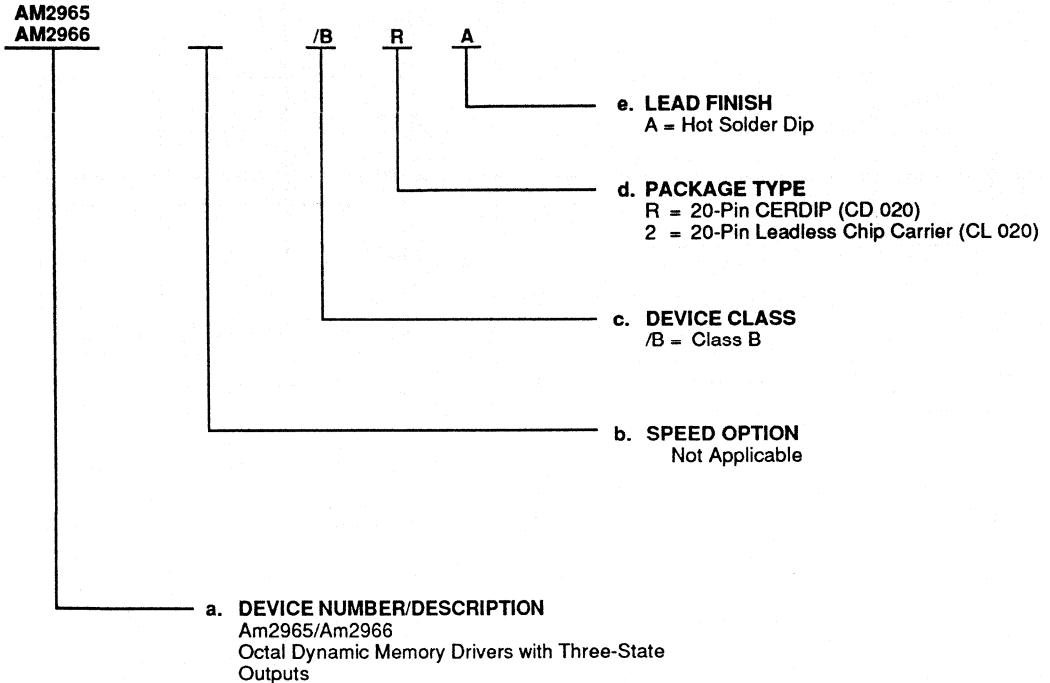 AM2965
AM2966
/B R A
e. LEAD FINISH
A = Hot Solder Dip
d. PACKAGE TYPE
R = 20-Pin CERDIP (CD 020)
2 = 20-Pin Leadless Chip Carrier (CL 020)
c. DEVICE CLASS
/B = Class B
b. SPEED OPTION
Not Applicable
a. DEVICE NUMBER/DESCRIPTION
Am2965/Am2966
Octal Dynamic Memory Drivers with Three-State
Outputs